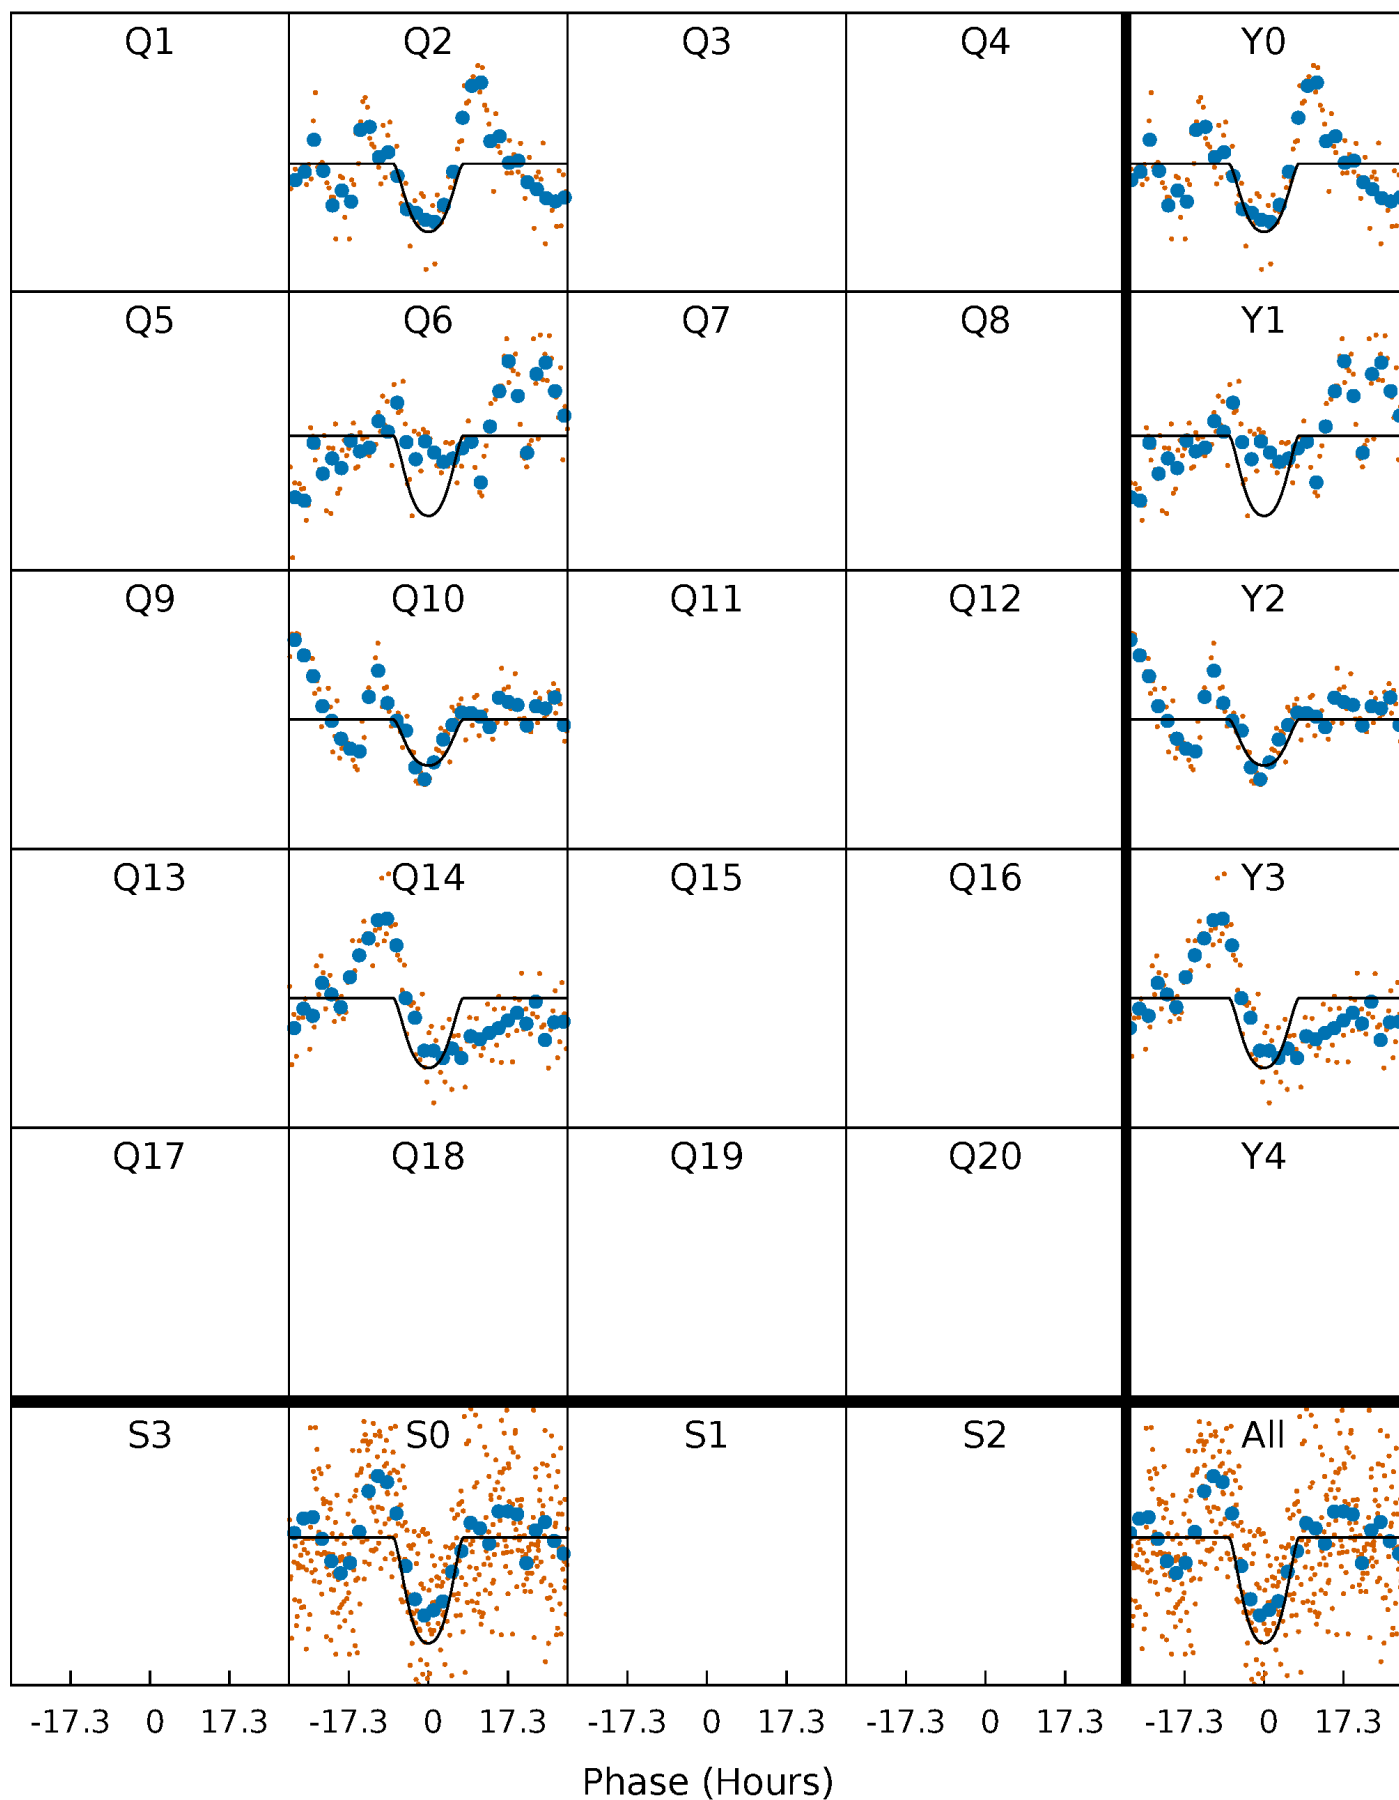 Q1 Q2 Q3 Q4 Y0
Q5 Q6 Q7 Q8 Y1
Q9 Q10 Q11 Q12 Y2
Q13 Q14 Q15 Q16 Y3
Q17 Q18 Q19 Q20 Y4
S3 S0 S1 S2 All
-17.3 0 17.3 -17.3 0 17.3 -17.3 0 17.3 -17.3 0 17.3 -17.3 0 17.3
Phase (Hours)